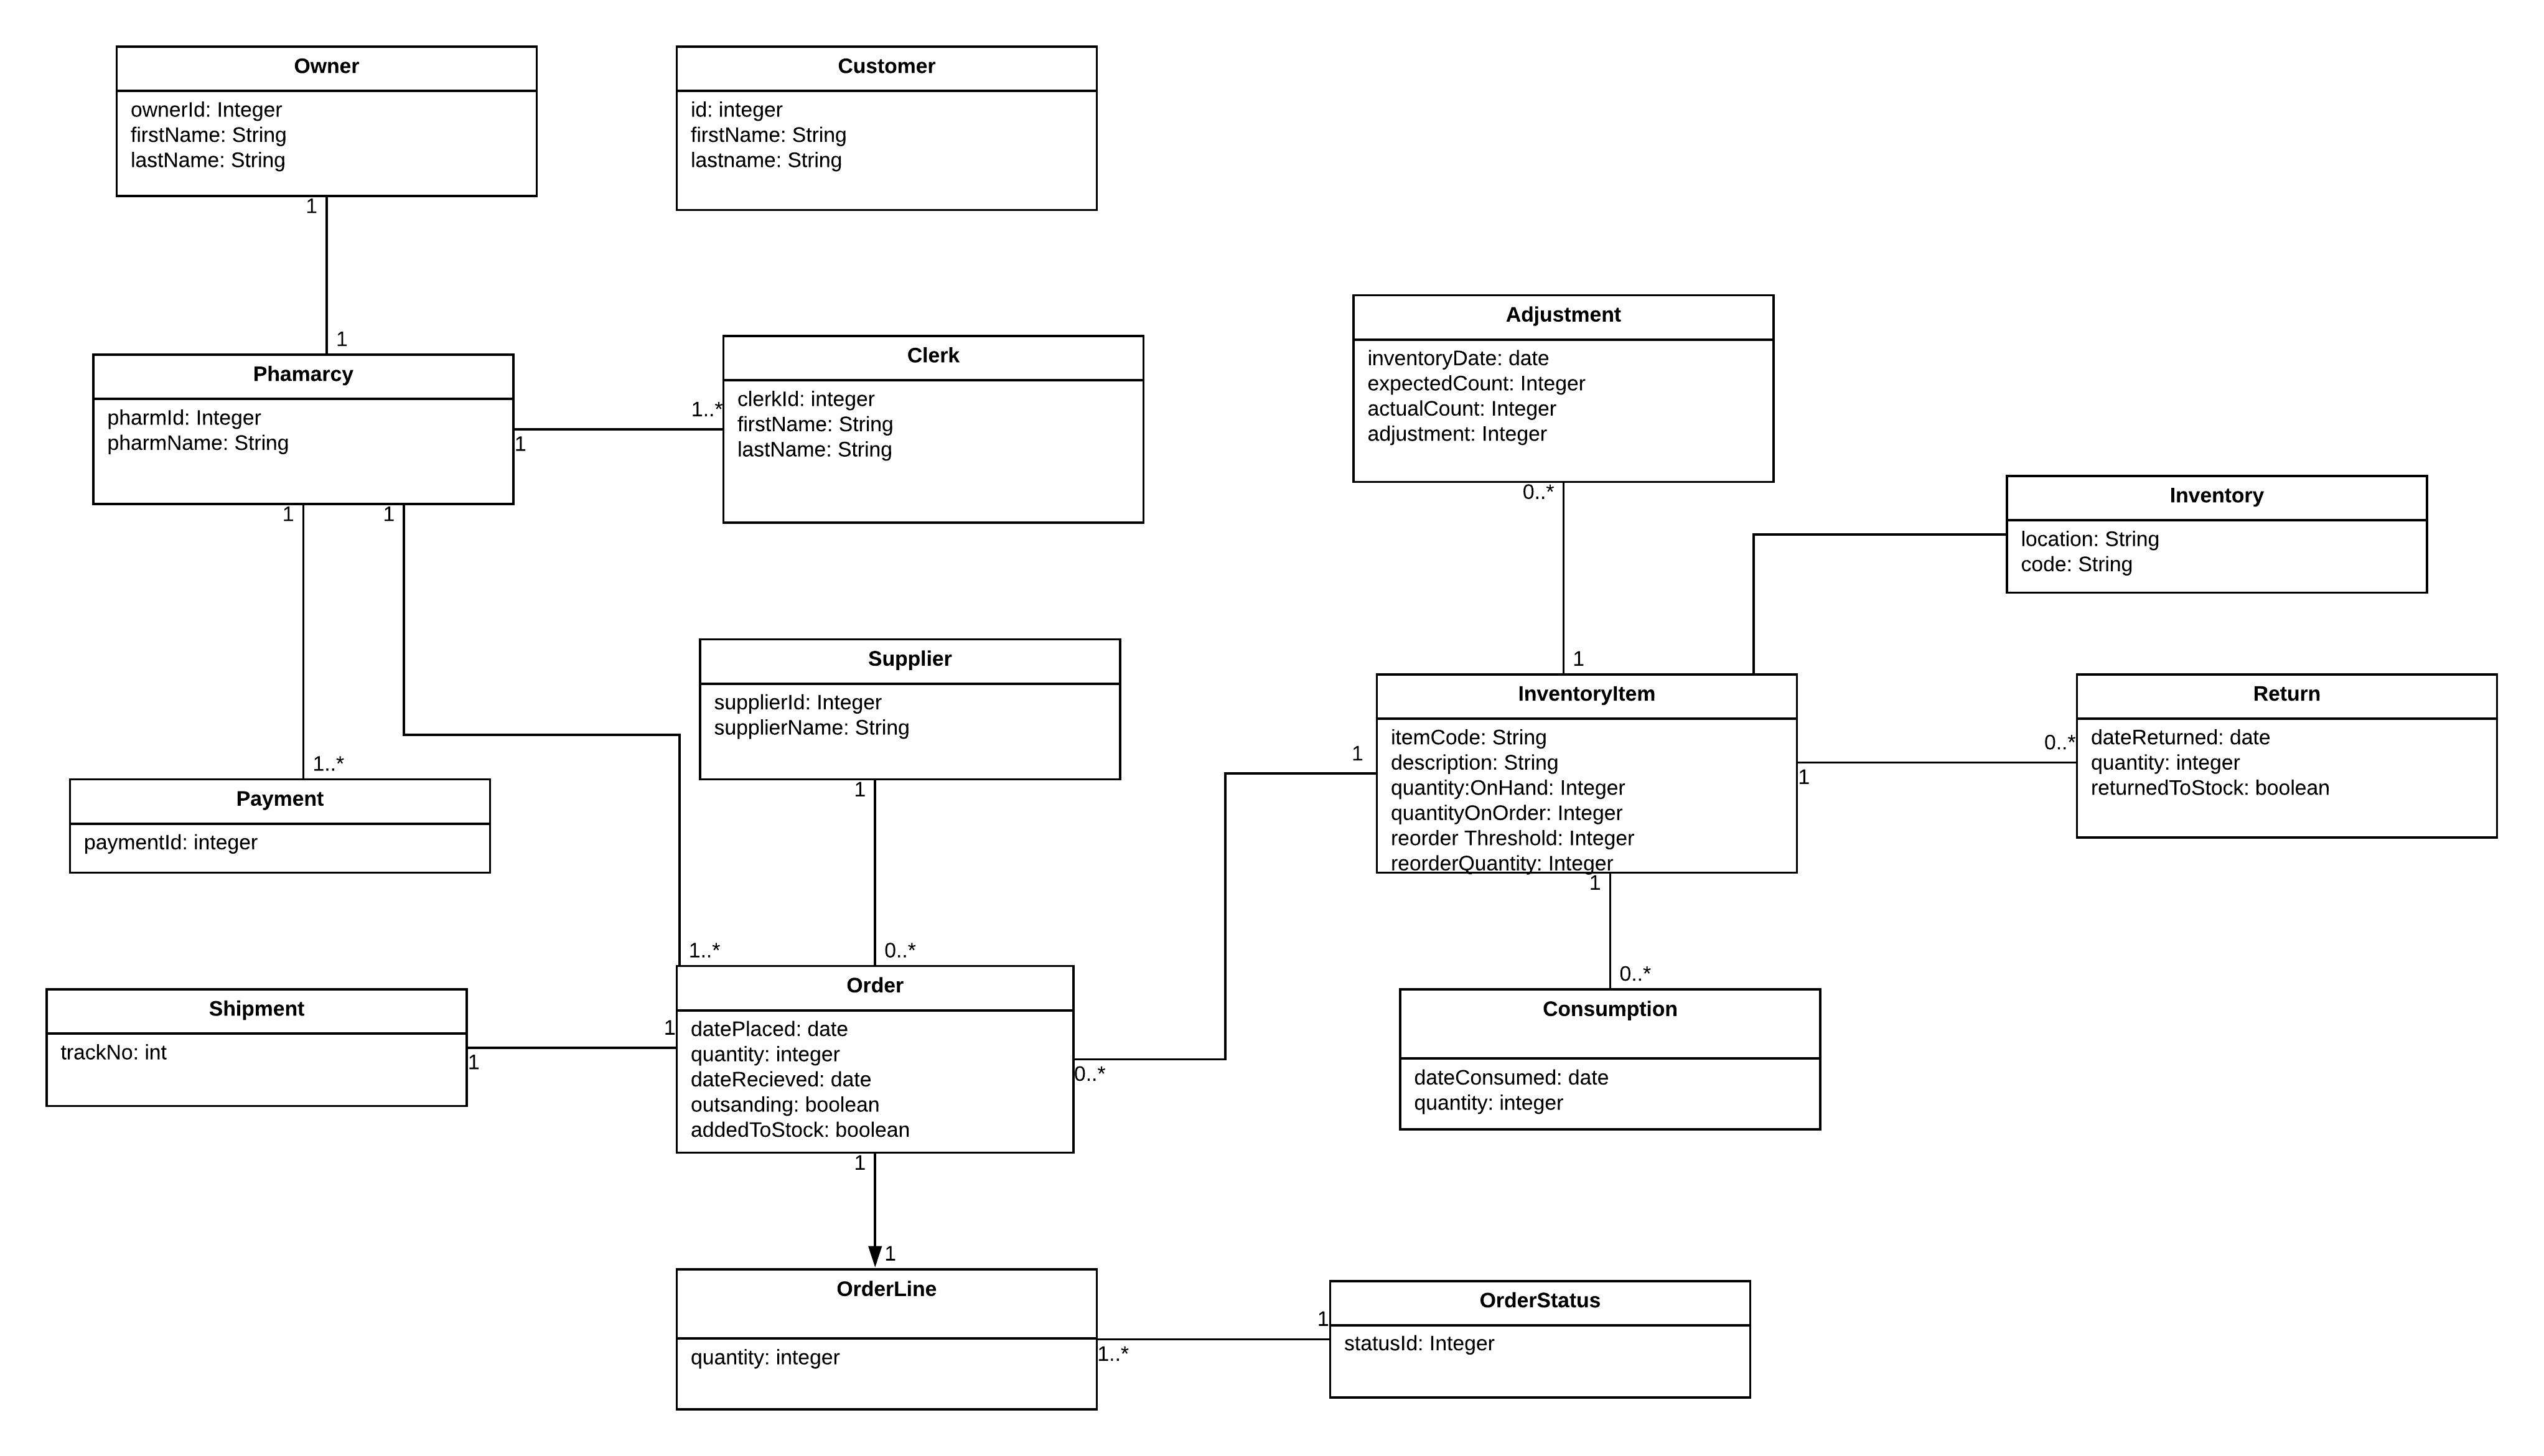 Owner
ownerId: Integer
firstName: String
lastName: String
1
Customer
id: integer
firstName: String
lastname: String
1
Phamarcy
pharmId: Integer
pharmName: String
1
1..*
Clerk
clerkId: integer
firstName: String
lastName: String
1
1
Adjustment
inventoryDate: date
expectedCount: Integer
actualCount: Integer
adjustment: Integer
0..*
Inventory
location: String
code: String
Supplier
supplierId: Integer
supplierName: String
1
1
InventoryItem
itemCode: String
description: String
quantity:OnHand: Integer
quantityOnOrder: Integer
reorder Threshold: Integer
reorderQuantity: Integer
1
1
1
0..*
Return
dateReturned: date
quantity: integer
returnedToStock: boolean
1..*
Payment
paymentId: integer
1..*
0..*
Shipment
trackNo: int
1
1
Order
datePlaced: date
quantity: integer
dateRecieved: date
outsanding: boolean
addedToStock: boolean
0..*
1
0..*
Consumption
dateConsumed: date
quantity: integer
1
OrderLine
quantity: integer
1..*
1
OrderStatus
statusId: Integer